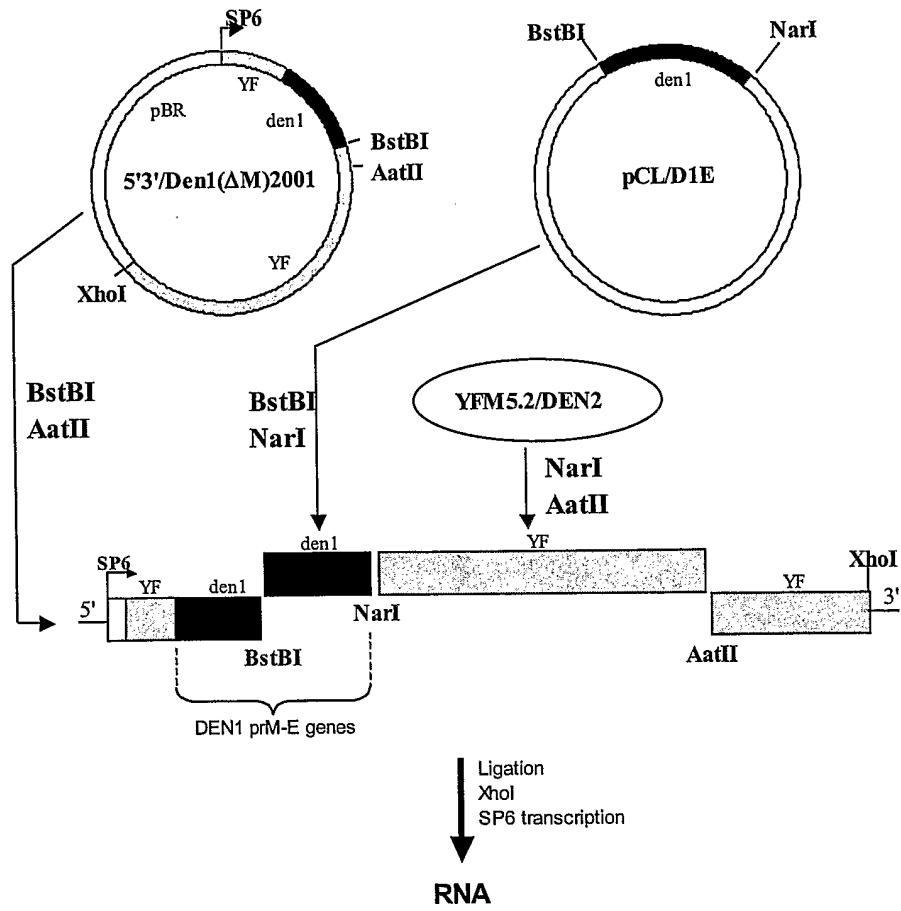 SP6
YF
pBR
den1
BstBI
AatII
5'3'/Den1(ΔM)2001
YF
XhoI
BstBI
NarI
den1
pCL/D1E
BstBI
AatII
BstBI
NarI
YFM5.2/DEN2
NarI
AatII
SP6
YF
den1
den1
YF
YF
XhoI
5'
3'
BstBI
NarI
AatII
DEN1 prM-E genes
Ligation
XhoI
SP6 transcription
RNA